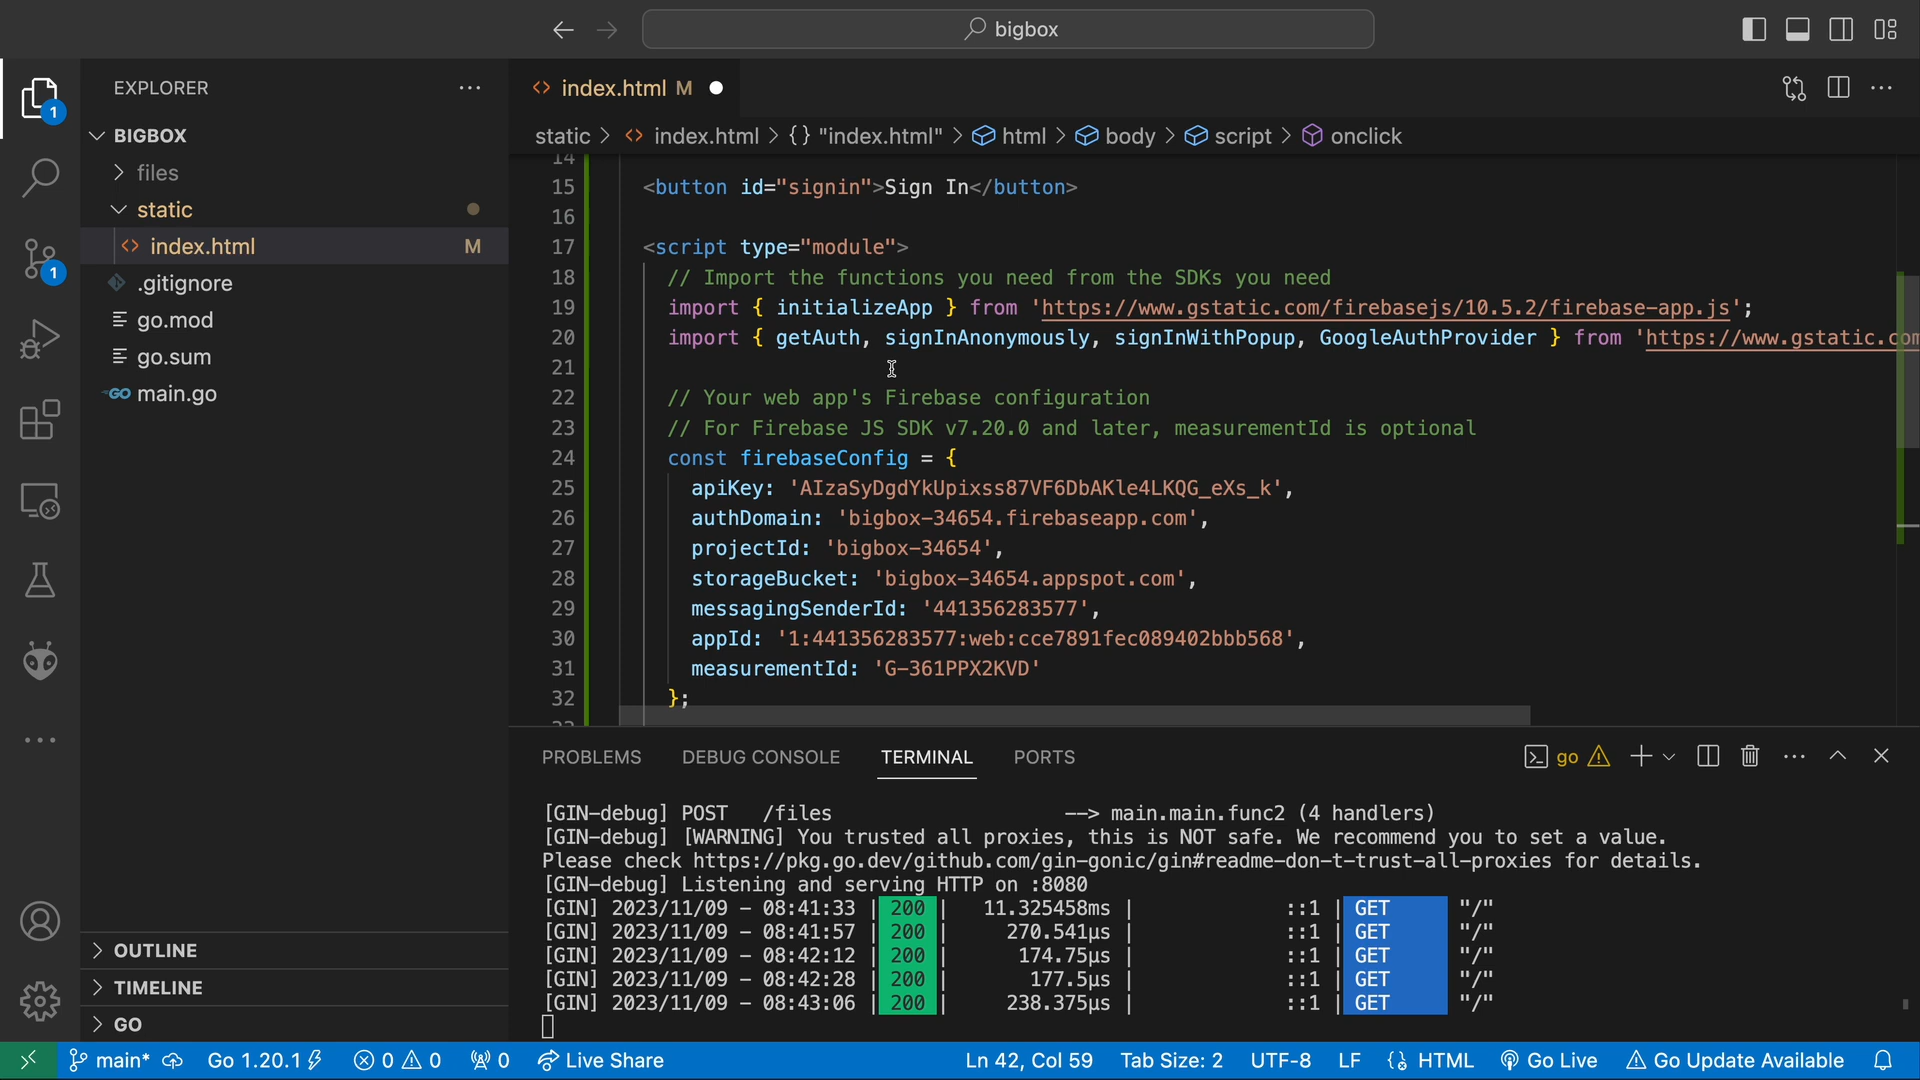 bigbox
EXPLORER
BIGBOX
files
static
index.html M
.gitignore
go.mod
go.sum
GO main.go
OUTLINE
TIMELINE
GO
1
1
index.html M
static > index.html > {} "index.html" > html > body > script > onclick
14
15 <button id="signin">Sign In</button>
16
17 <script type="module">
18 // Import the functions you need from the SDKs you need
19 import { initializeApp } from 'https://www.gstatic.com/firebasejs/10.5.2/firebase-app.js';
20 import { getAuth, signInAnonymously, signInWithPopup, GoogleAuthProvider } from 'https://www.gstatic.com
21
22 // Your web app's Firebase configuration
23 // For Firebase JS SDK v7.20.0 and later, measurementId is optional
24 const firebaseConfig = {
25 apiKey: 'AIzaSyDgdYkUpixss87VF6DbAKle4LKQG_eXs_k',
26 authDomain: 'bigbox-34654.firebaseapp.com',
27 projectId: 'bigbox-34654',
28 storageBucket: 'bigbox-34654.appspot.com',
29 messagingSenderId: '441356283577',
30 appId: '1:441356283577:web:cce7891fec089402bbb568',
31 measurementId: 'G-361PPX2KVD'
32 };
PROBLEMS DEBUG CONSOLE TERMINAL PORTS go
[GIN-debug] POST /files --> main.main.func2 (4 handlers)
[GIN-debug] [WARNING] You trusted all proxies, this is NOT safe. We recommend you to set a value.
Please check https://pkg.go.dev/github.com/gin-gonic/gin#readme-don-t-trust-all-proxies for details.
[GIN-debug] Listening and serving HTTP on :8080
[GIN] 2023/11/09 - 08:41:33 | 200 | 11.325458ms | ::1 | GET "/"
[GIN] 2023/11/09 - 08:41:57 | 200 | 270.541µs | ::1 | GET "/"
[GIN] 2023/11/09 - 08:42:12 | 200 | 174.75µs | ::1 | GET "/"
[GIN] 2023/11/09 - 08:42:28 | 200 | 177.5µs | ::1 | GET "/"
[GIN] 2023/11/09 - 08:43:06 | 200 | 238.375µs | ::1 | GET "/"
main* Go 1.20.1 0 0 0 Live Share Ln 42, Col 59 Tab Size: 2 UTF-8 LF HTML Go Live Go Update Available